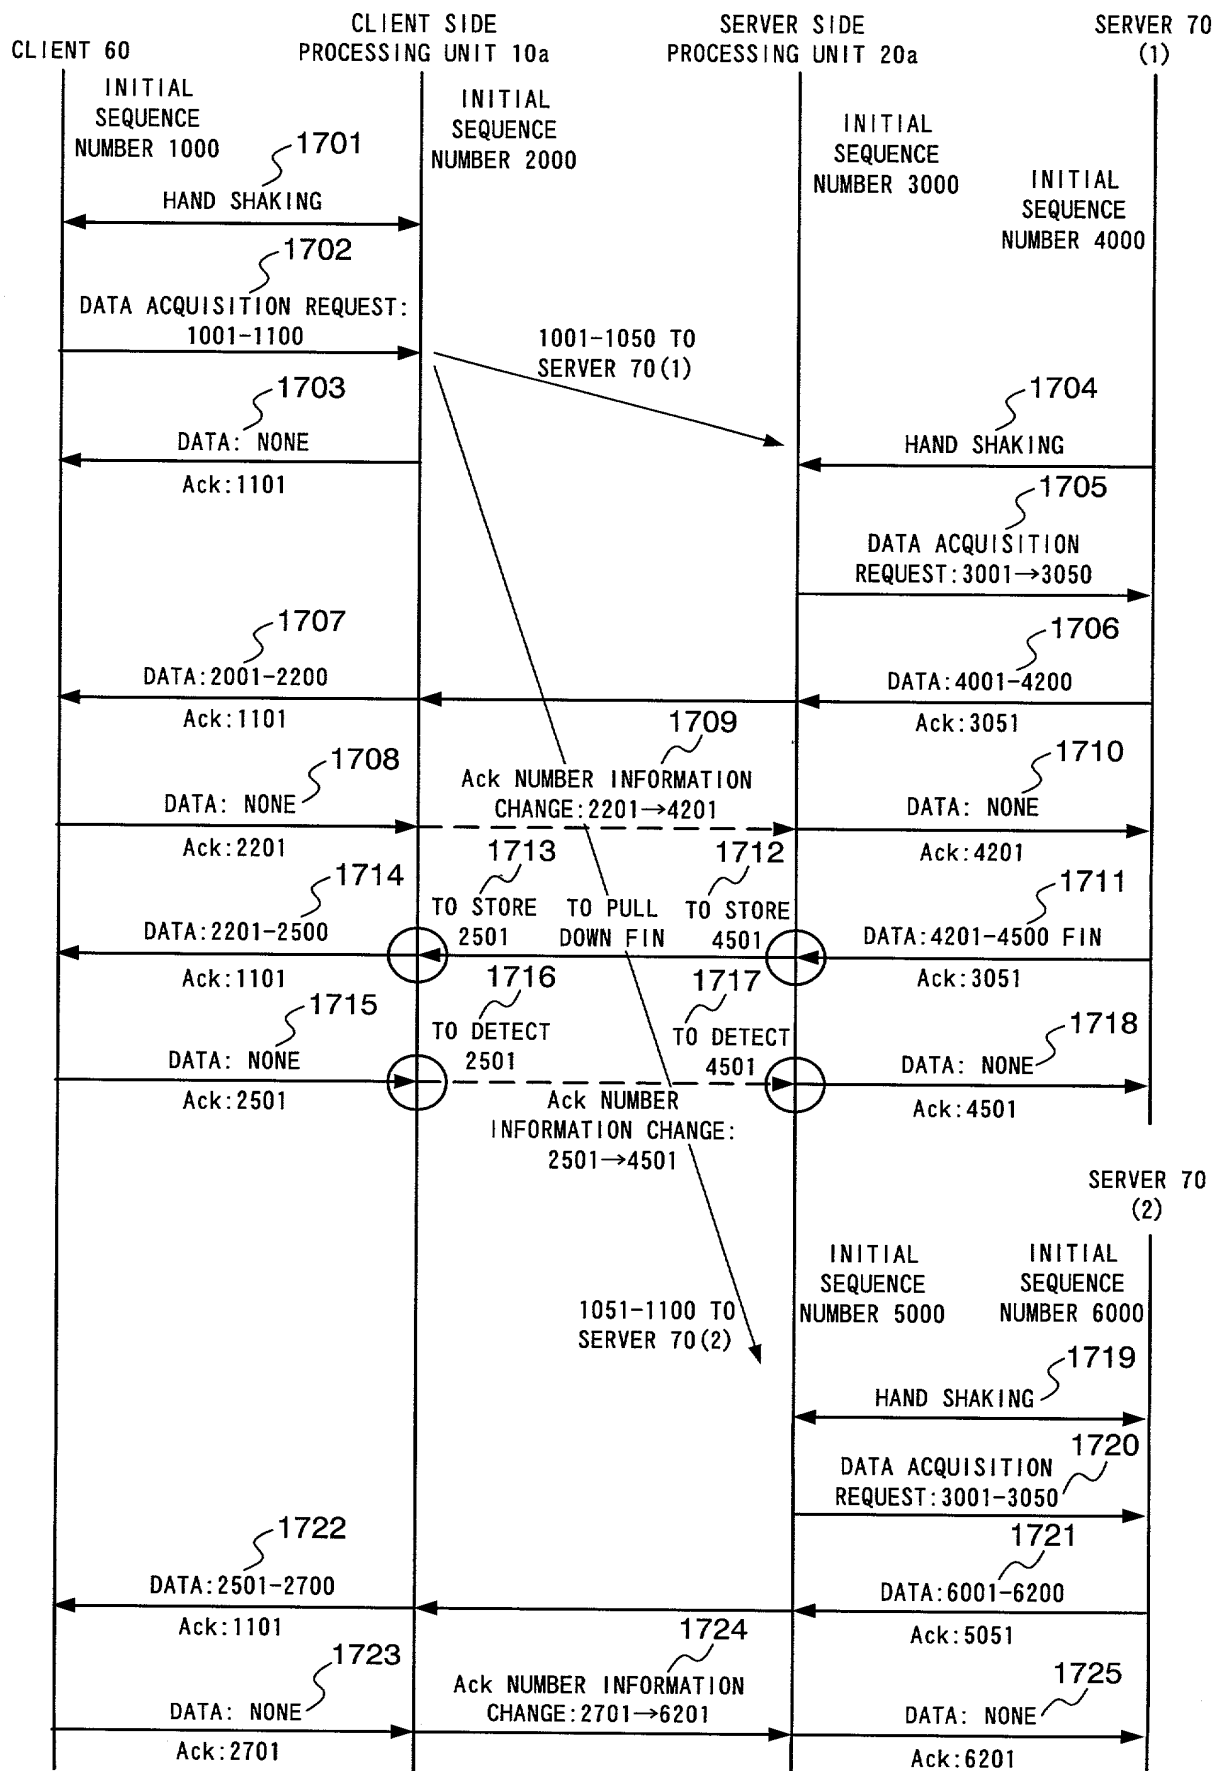 CLIENT 60
CLIENT SIDE
PROCESSING UNIT 10a
SERVER SIDE
PROCESSING UNIT 20a
SERVER 70
(1)
INITIAL
SEQUENCE
NUMBER 1000
INITIAL
SEQUENCE
NUMBER 2000
INITIAL
SEQUENCE
NUMBER 3000
INITIAL
SEQUENCE
NUMBER 4000
1701
HAND SHAKING
1702
DATA ACQUISITION REQUEST:
1001-1100
1001-1050 TO
SERVER 70(1)
1703
DATA: NONE
Ack:1101
1704
HAND SHAKING
1705
DATA ACQUISITION
REQUEST:3001→3050
1707
DATA:2001-2200
Ack:1101
1706
DATA:4001-4200
Ack:3051
1708
DATA: NONE
Ack:2201
1709
Ack NUMBER INFORMATION
CHANGE:2201→4201
1710
DATA: NONE
Ack:4201
1714
DATA:2201-2500
Ack:1101
1713
TO STORE
2501
TO PULL
DOWN FIN
1712
TO STORE
4501
1711
DATA:4201-4500 FIN
Ack:3051
1715
DATA: NONE
Ack:2501
1716
TO DETECT
2501
1717
TO DETECT
4501
1718
DATA: NONE
Ack:4501
Ack NUMBER
INFORMATION CHANGE:
2501→4501
SERVER 70
(2)
INITIAL
SEQUENCE
NUMBER 5000
INITIAL
SEQUENCE
NUMBER 6000
1051-1100 TO
SERVER 70(2)
1719
HAND SHAKING
1720
DATA ACQUISITION
REQUEST:3001-3050
1722
DATA:2501-2700
Ack:1101
1721
DATA:6001-6200
Ack:5051
1723
DATA: NONE
Ack:2701
1724
Ack NUMBER INFORMATION
CHANGE:2701→6201
1725
DATA: NONE
Ack:6201